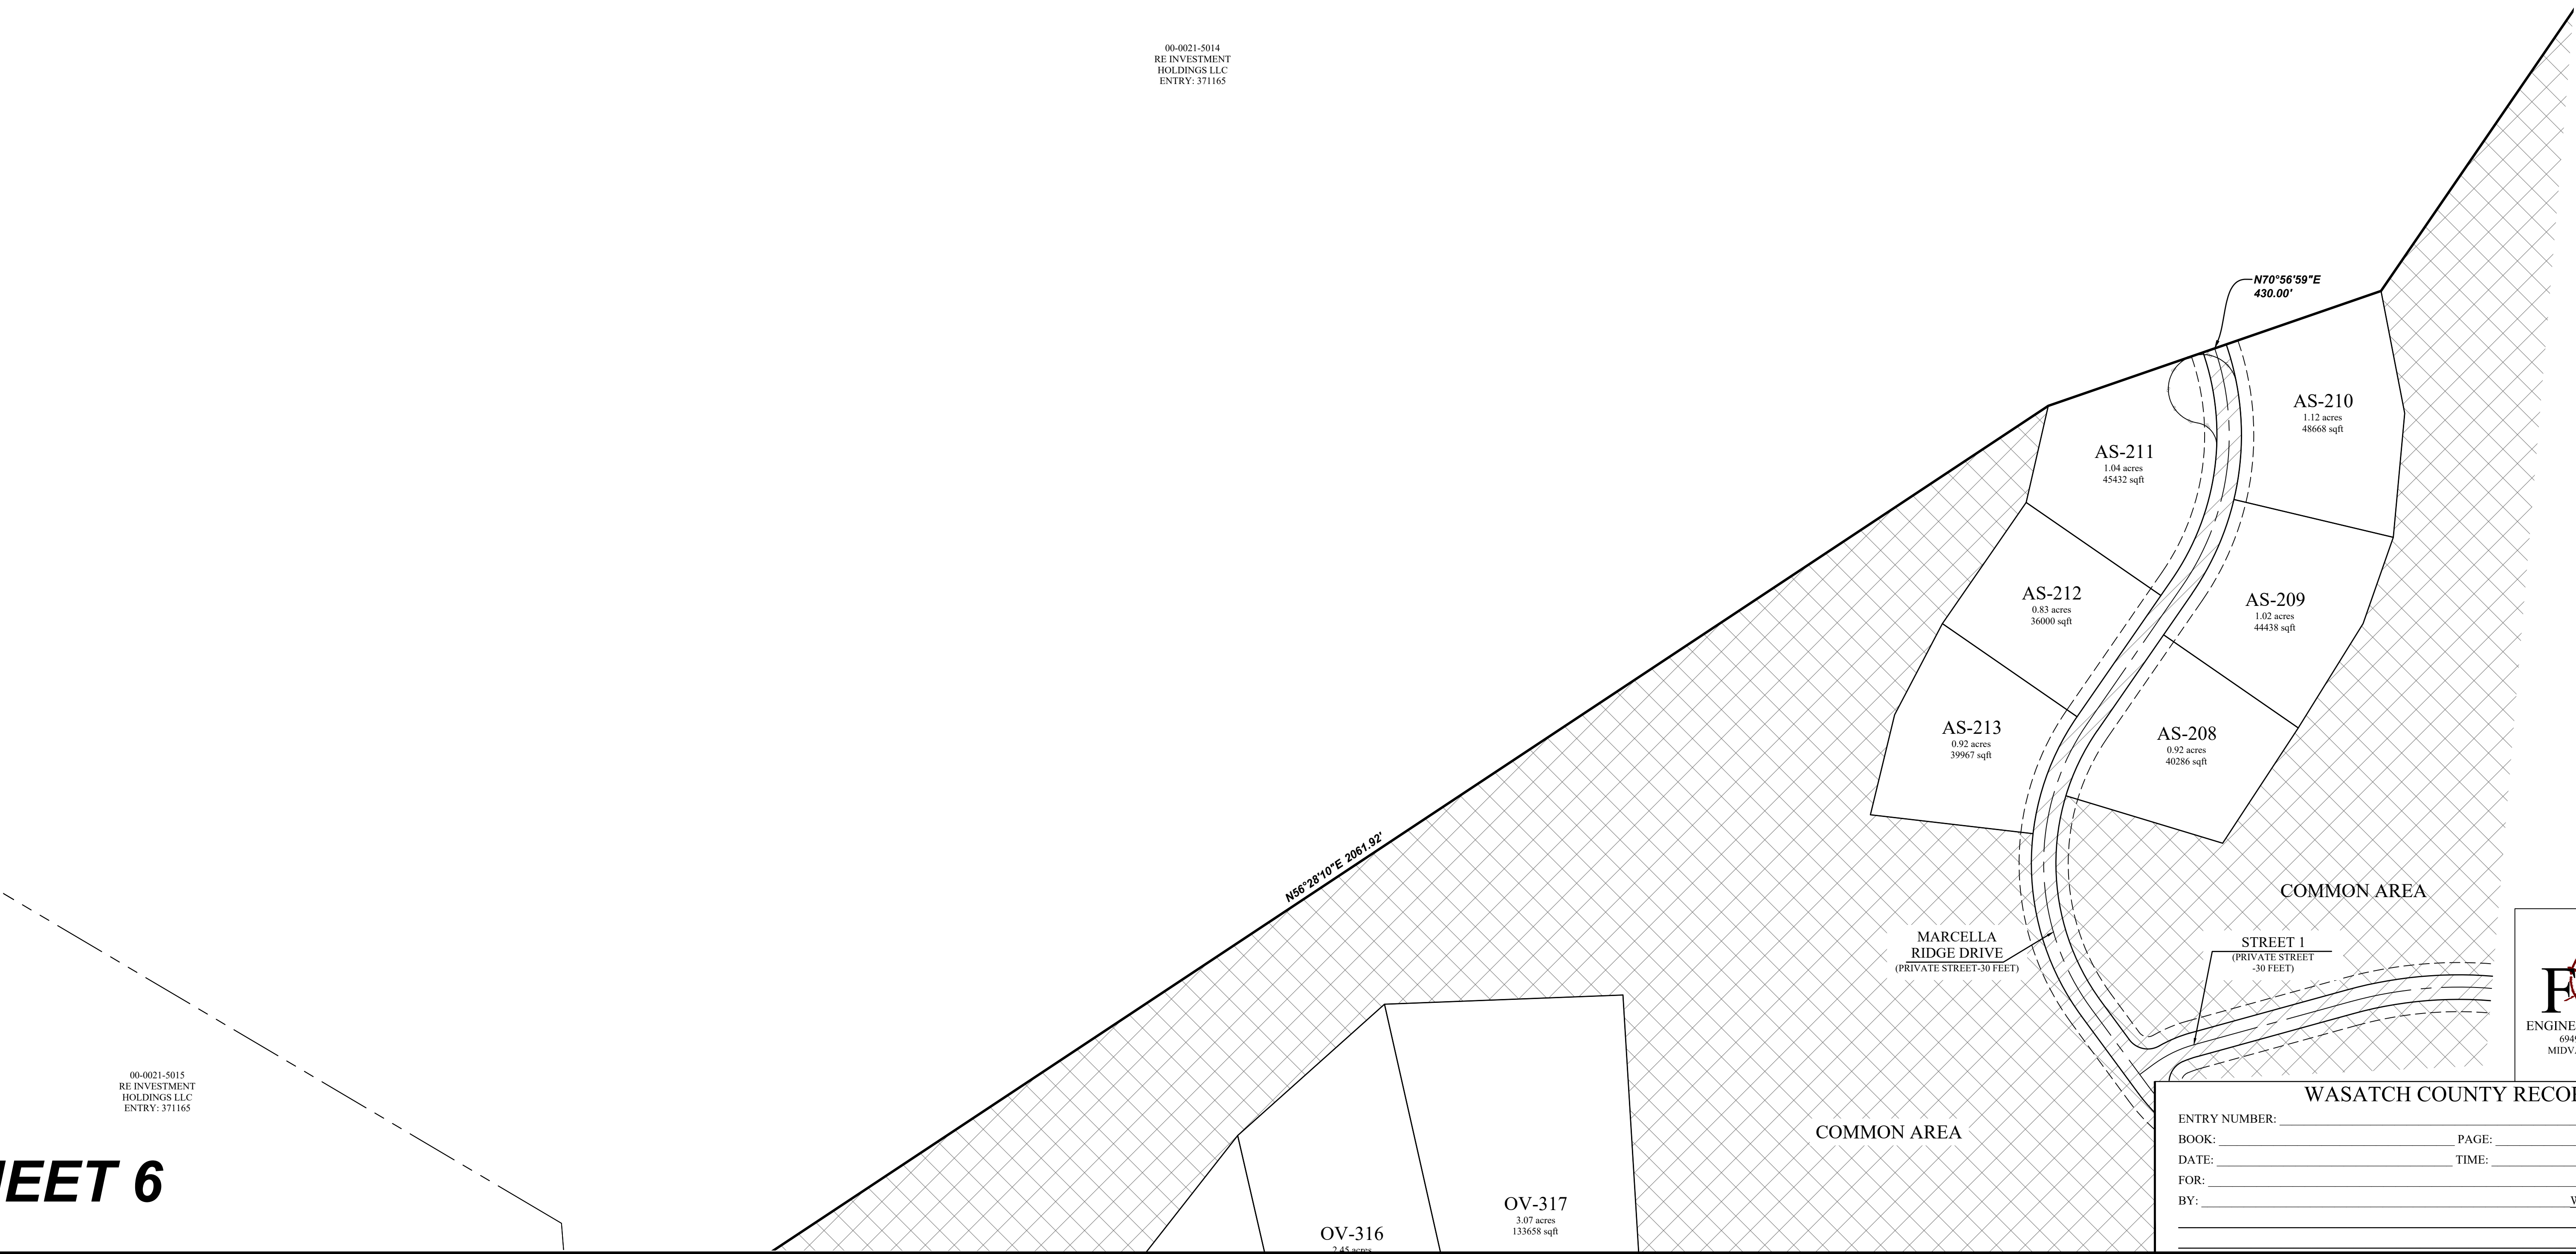 00-0021-5014
RE INVESTMENT
HOLDINGS LLC
ENTRY: 371165
N70°56'59"E
430.00'
AS-210
1.12 acres
48668 sqft
AS-211
1.04 acres
45432 sqft
AS-212
0.83 acres
36000 sqft
AS-209
1.02 acres
44438 sqft
AS-213
0.92 acres
39967 sqft
AS-208
0.92 acres
40286 sqft
N56°28'10"E 2061.92'
COMMON AREA
MARCELLA
RIDGE DRIVE
(PRIVATE STREET-30 FEET)
STREET 1
(PRIVATE STREET
-30 FEET)
F
ENGINE
694
MIDV
00-0021-5015
RE INVESTMENT
HOLDINGS LLC
ENTRY: 371165
EET 6
COMMON AREA
OV-317
3.07 acres
133658 sqft
OV-316
2.45 acres
WASATCH COUNTY RECO
ENTRY NUMBER:
BOOK: PAGE:
DATE: TIME:
FOR:
BY: